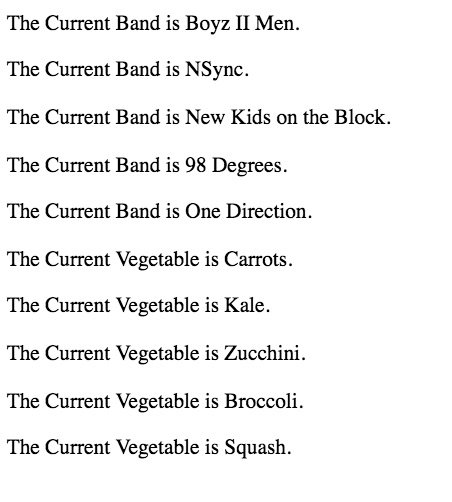 The Current Band is Boyz II Men.
The Current Band is NSync.
The Current Band is New Kids on the Block.
The Current Band is 98 Degrees.
The Current Band is One Direction.
The Current Vegetable is Carrots.
The Current Vegetable is Kale.
The Current Vegetable is Zucchini.
The Current Vegetable is Broccoli.
The Current Vegetable is Squash.